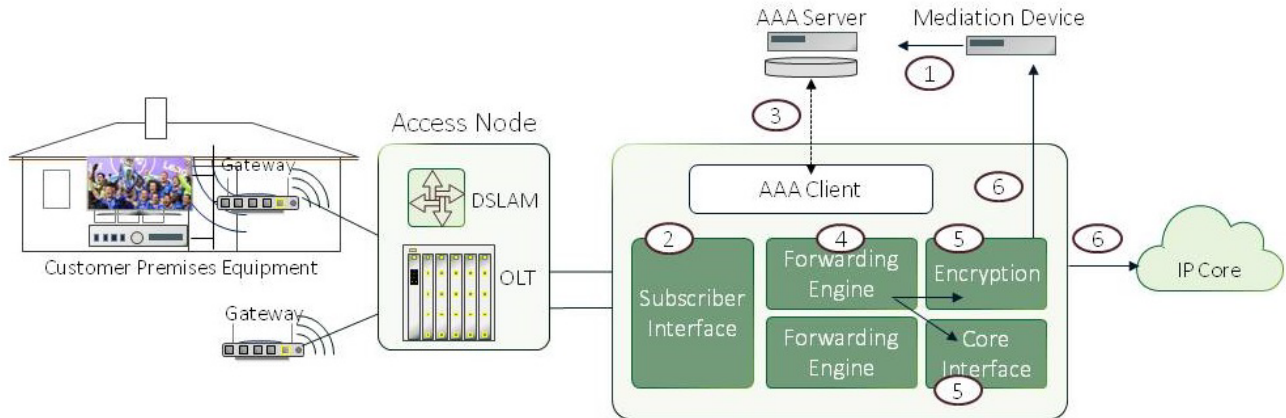 AAA Server
Mediation Device
1
3
Access Node
Gateway
DSLAM
OLT
Customer Premises Equipment
Gateway
AAA Client
6
2
4
5
6
Subscriber
Interface
Forwarding
Engine
Encryption
Forwarding
Engine
Core
Interface
5
IP Core